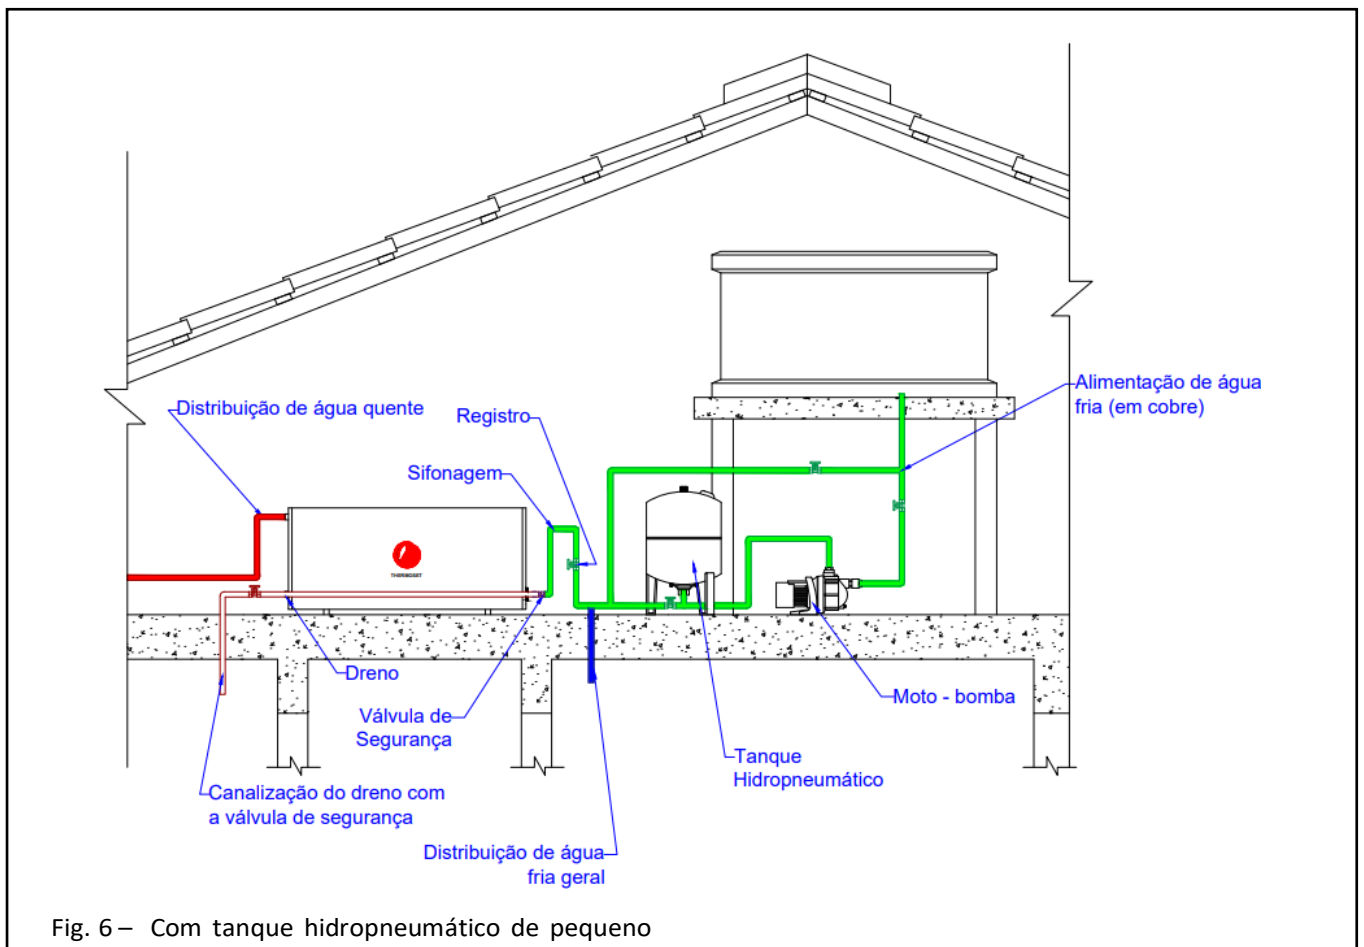 Alimentação de água
fria (em cobre)
Distribuição de água quente
Registro
Sifonagem
THERMOSET
Dreno
Válvula de
Segurança
Moto - bomba
Tanque
Hidropneumático
Canalização do dreno com
a válvula de segurança
Distribuição de água
fria geral
Fig. 6 – Com tanque hidropneumático de pequeno